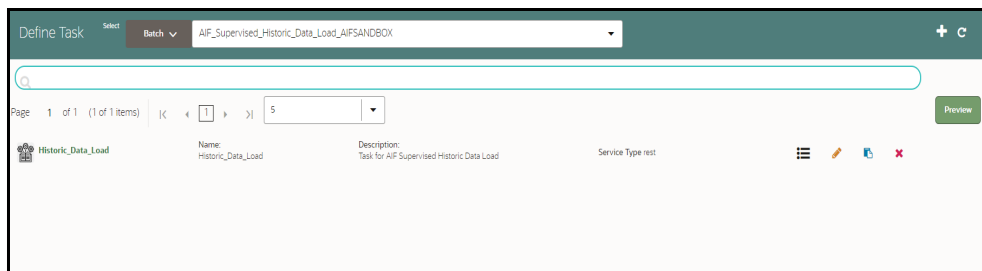 Define Task Select Batch AIF_Supervised_Historic_Data_Load_AIFSANDBOX
Page 1 of 1 (1 of 1 items) 1 5
Preview
Historic_Data_Load Name: Description: Service Type rest
Historic_Data_Load Task for AIF Supervised Historic Data Load